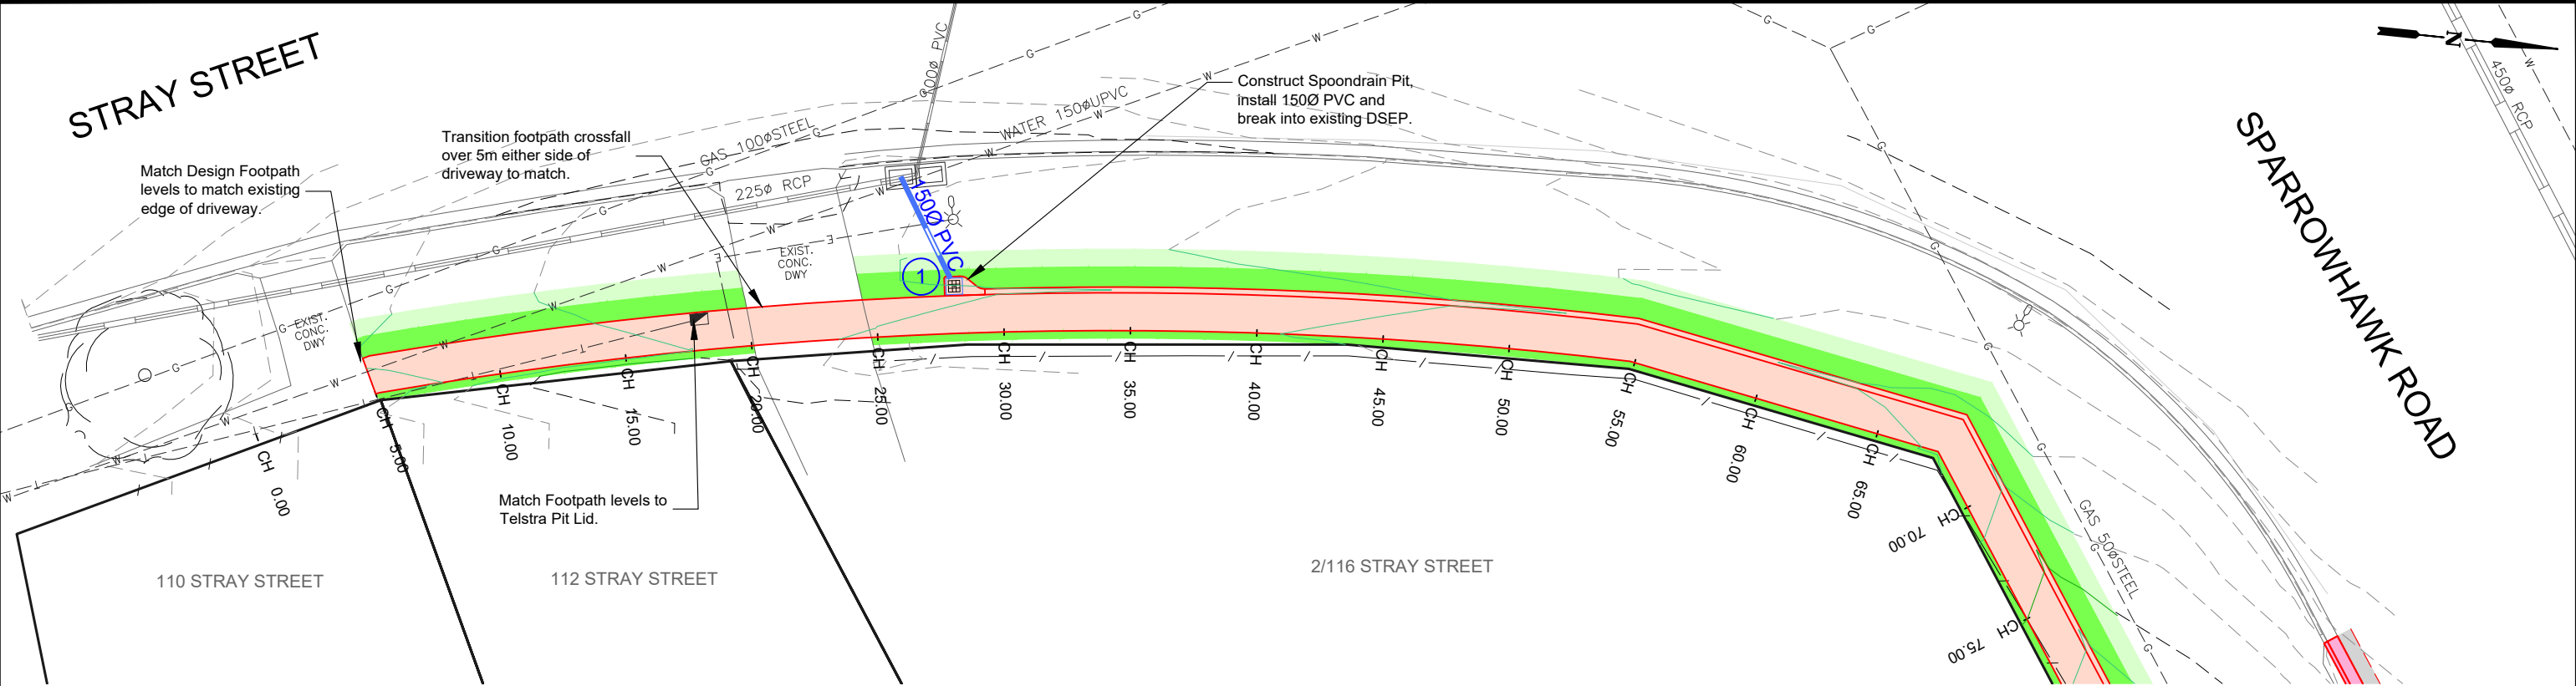 STRAY STREET
Match Design Footpath
levels to match existing
edge of driveway.
Transition footpath crossfall
over 5m either side of
driveway to match.
GAS 100øSTEEL
225ø RCP
WATER 150øUPVC
Construct Spoondrain Pit,
install 150Ø PVC and
break into existing DSEP.
150Ø PVC
1
EXIST.
CONC.
DWY
EXIST.
CONC.
DWY
N
450ø RCP
SPARROWHAWK ROAD
GAS 50øSTEEL
CH 0.00
CH 5.00
CH 10.00
CH 15.00
CH 20.00
CH 25.00
CH 30.00
CH 35.00
CH 40.00
CH 45.00
CH 50.00
CH 55.00
CH 60.00
CH 65.00
CH 70.00
CH 75.00
Match Footpath levels to
Telstra Pit Lid.
110 STRAY STREET
112 STRAY STREET
2/116 STRAY STREET